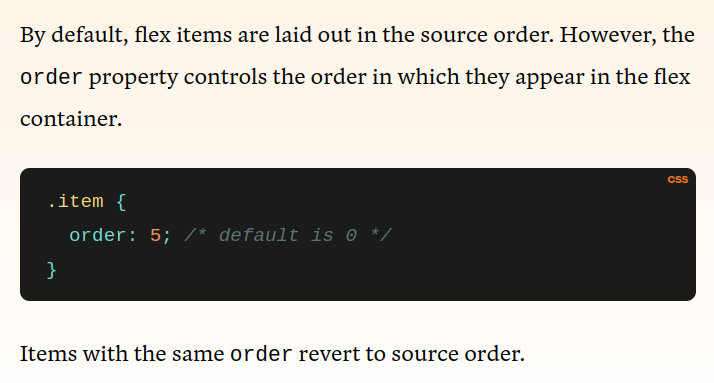 By default, flex items are laid out in the source order. However, the
order property controls the order in which they appear in the flex
container.
CSS
.item {
  order: 5; /* default is 0 */
}
Items with the same order revert to source order.